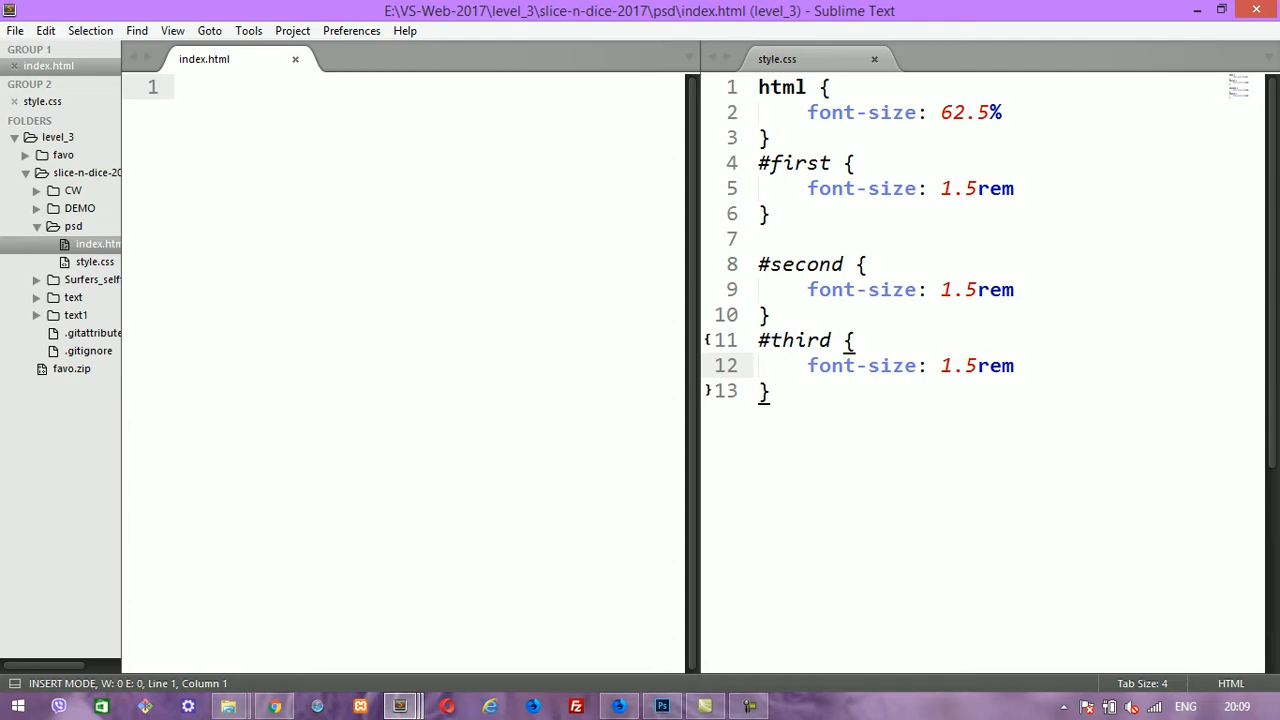 E:\VS-Web-2017\level_3\slice-n-dice-2017\psd\index.html (level_3) - Sublime Text
File Edit Selection Find View Goto Tools Project Preferences Help
GROUP 1
index.html
GROUP 2
style.css
FOLDERS
level_3
favo
slice-n-dice-20
CW
DEMO
psd
index.htm
style.css
Surfers_self
text
text1
.gitattribute
.gitignore
favo.zip
index.html
1
style.css
1 html {
2 font-size: 62.5%
3 }
4 #first {
5 font-size: 1.5rem
6 }
7
8 #second {
9 font-size: 1.5rem
10 }
{ 11 #third {
12 font-size: 1.5rem
} 13 }
INSERT MODE, W: 0 E: 0, Line 1, Column 1 Tab Size: 4 HTML
ENG 20:09